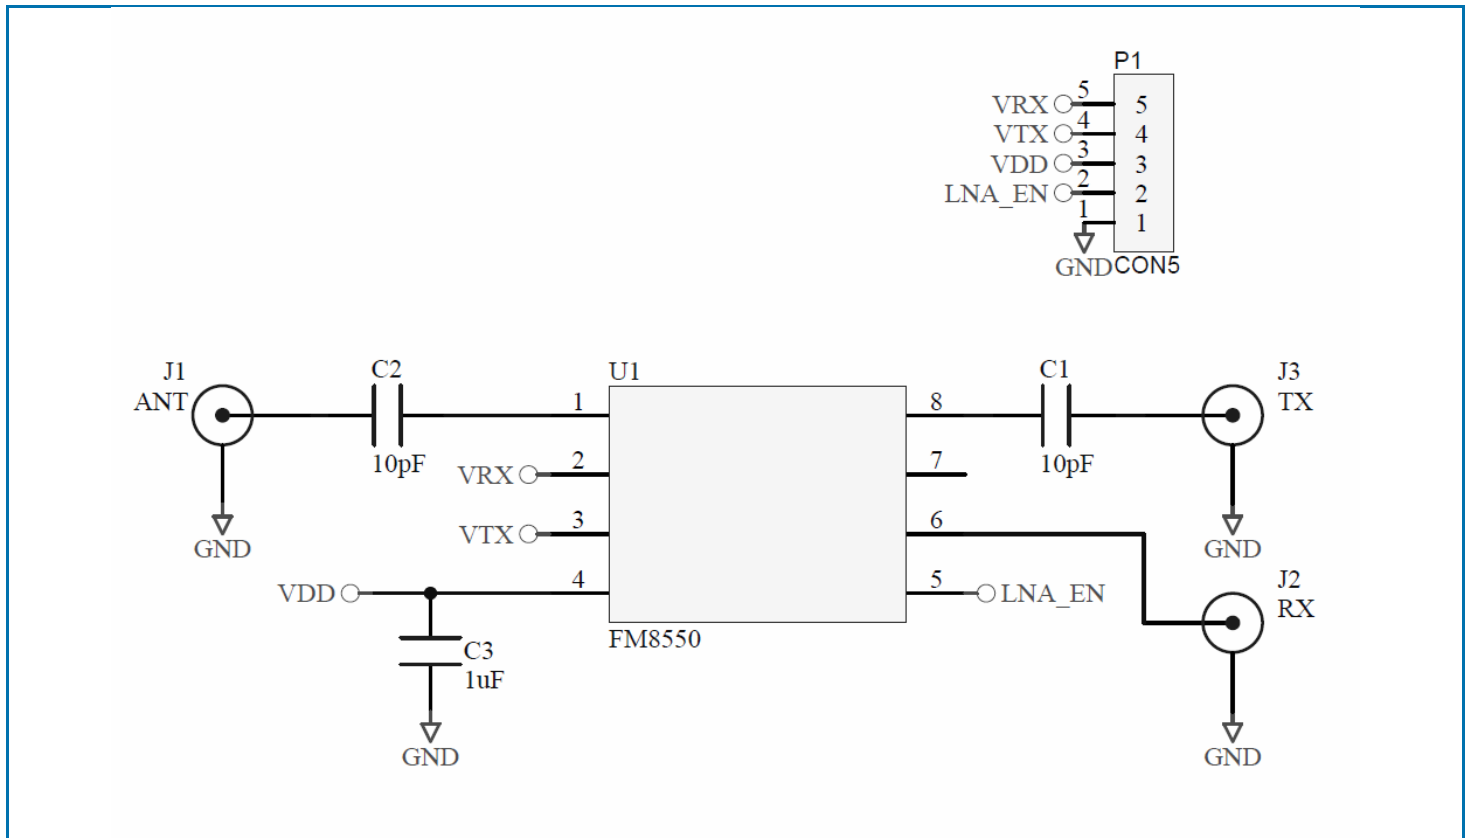 P1
VRX 5 5
VTX 4 4
VDD 3 3
LNA_EN 2 2
1 1
GND CON5
J1
ANT
C2
10pF
U1
1 8
VRX 2 7
VTX 3 6
VDD 4 5 LNA_EN
FM8550
C1
10pF
J3
TX
GND
GND
J2
RX
C3
1uF
GND
GND